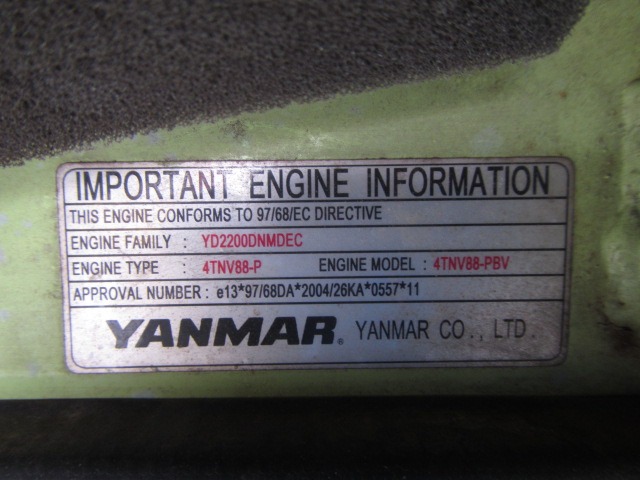 IMPORTANT ENGINE INFORMATION
THIS ENGINE CONFORMS TO 97/68/EC DIRECTIVE
ENGINE FAMILY : YD2200DNMDEC
ENGINE TYPE : 4TNV88-P ENGINE MODEL : 4TNV88-PBV
APPROVAL NUMBER : e13*97/68DA*2004/26KA*0557*11
YANMAR® YANMAR CO., LTD.